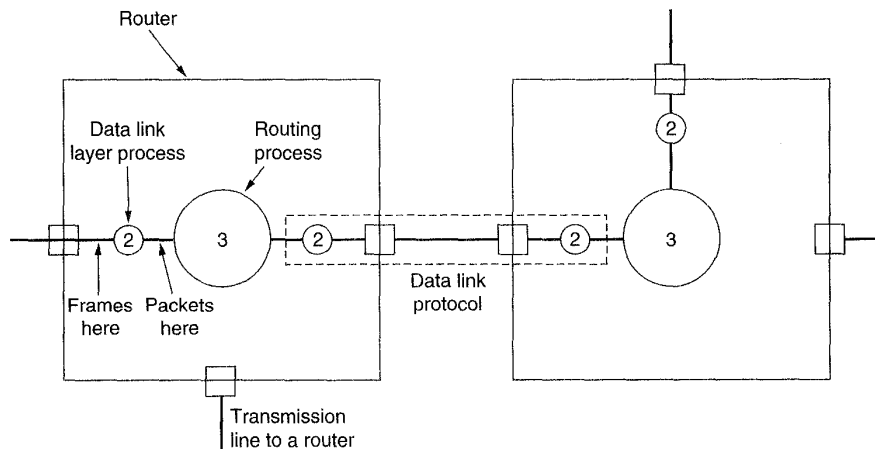 Router
Data link
layer process
Routing
process
2
3
2
2
3
2
Frames
here
Packets
here
Data link
protocol
Transmission
line to a router